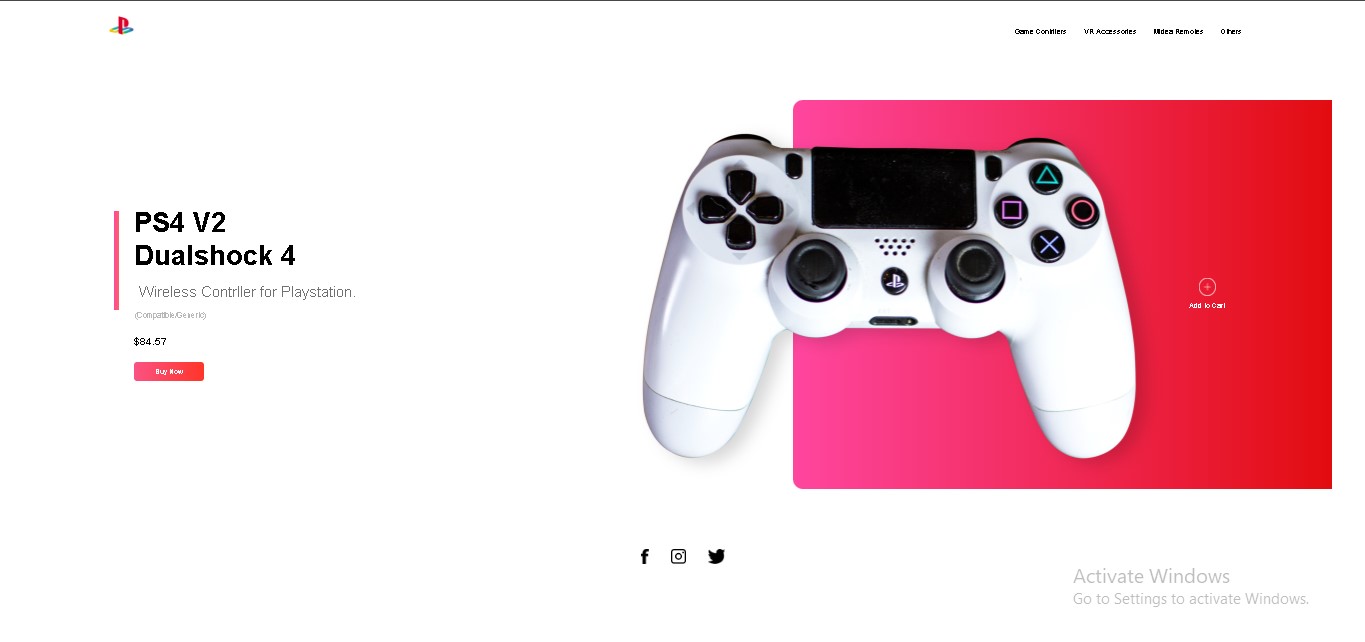 Game Contrllers VR Accessories Midea Remotes Others
PS4 V2
Dualshock 4
Wireless Contrller for Playstation.
(Compatible/Generic)
$84.57
Buy Now
Add To Cart
Activate Windows
Go to Settings to activate Windows.